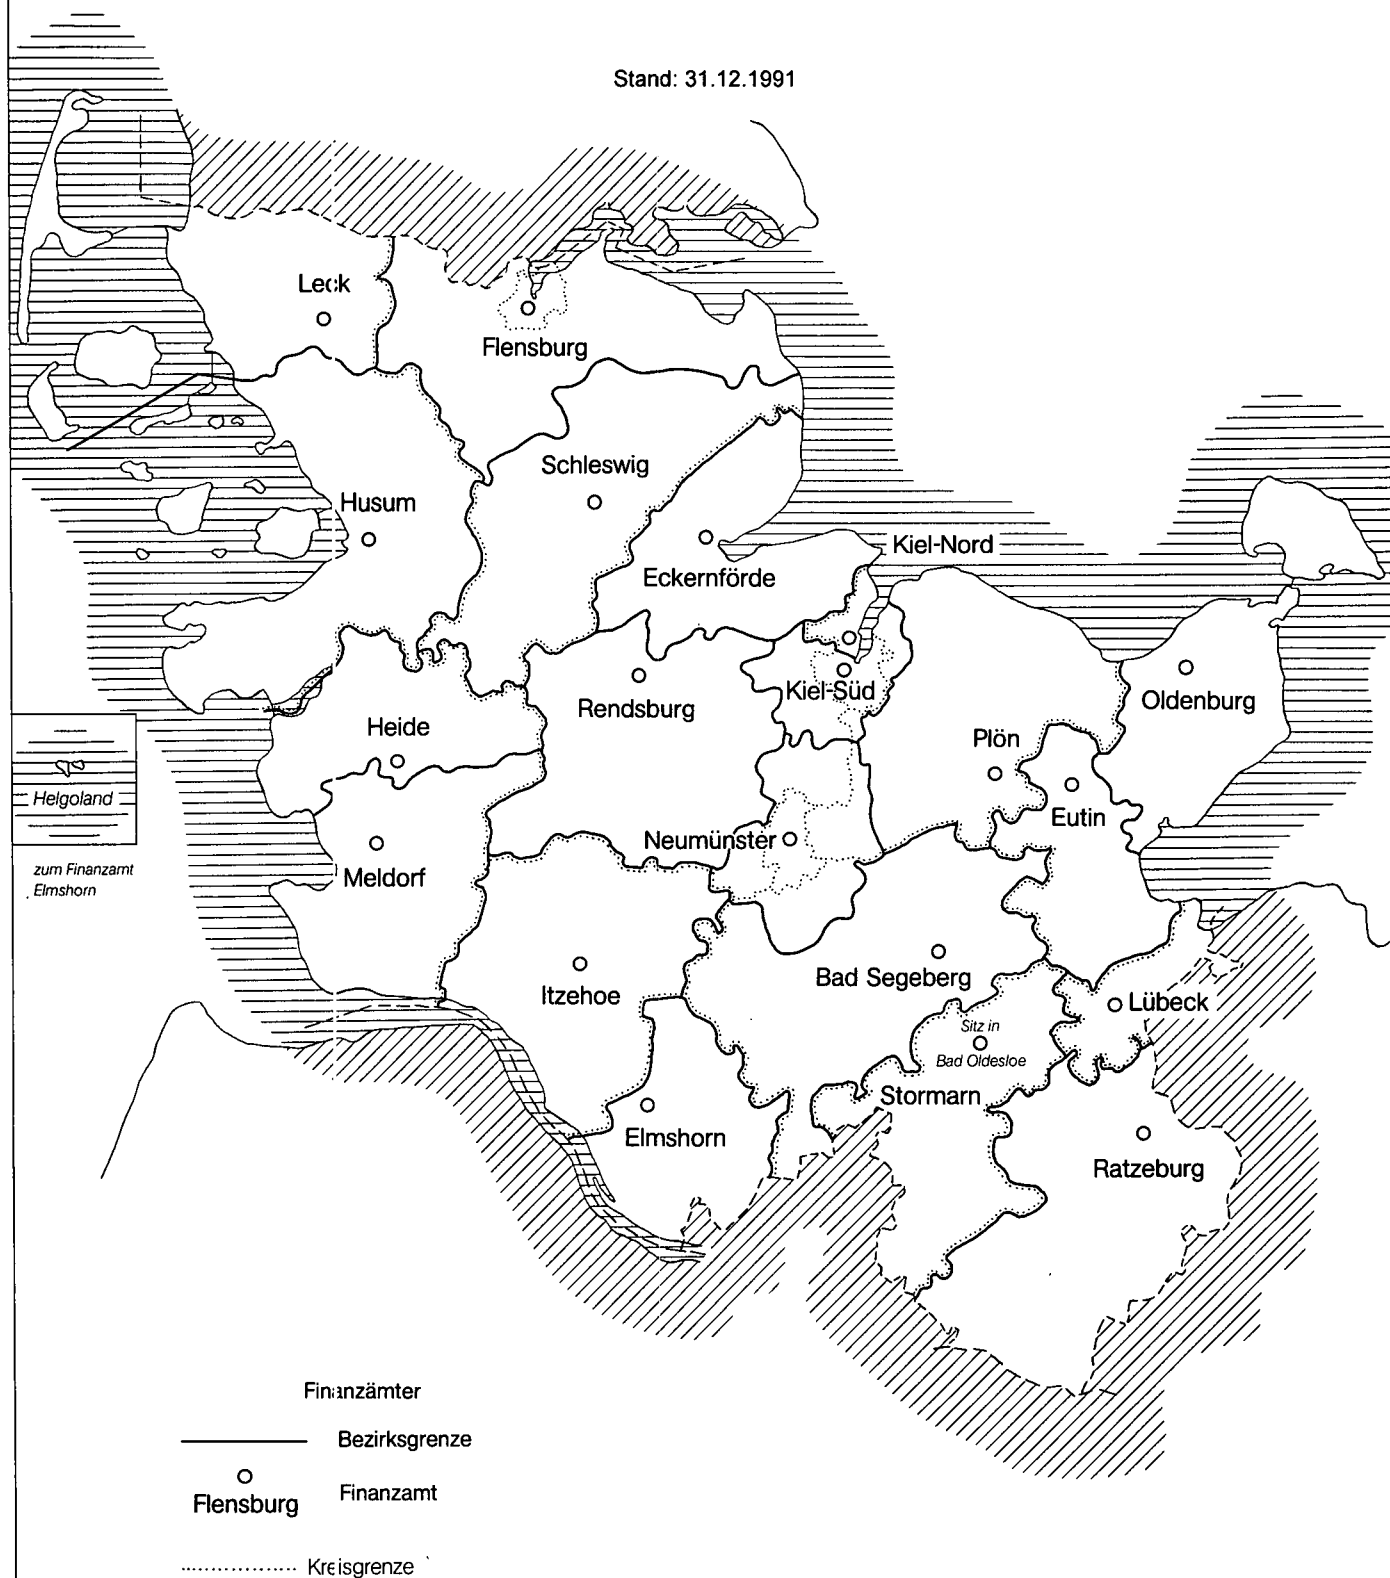 Stand: 31.12.1991
Leck
Flensburg
Schleswig
Husum
Kiel-Nord
Eckernförde
Kiel-Süd
Oldenburg
Rendsburg
Heide
Plön
Helgoland
Eutin
Neumünster
zum Finanzamt
Elmshorn
Meldorf
Bad Segeberg
Itzehoe
Lübeck
Sitz in
Bad Oldesloe
Stormarn
Elmshorn
Ratzeburg
Finanzämter
Bezirksgrenze
Flensburg
Finanzamt
Kreisgrenze